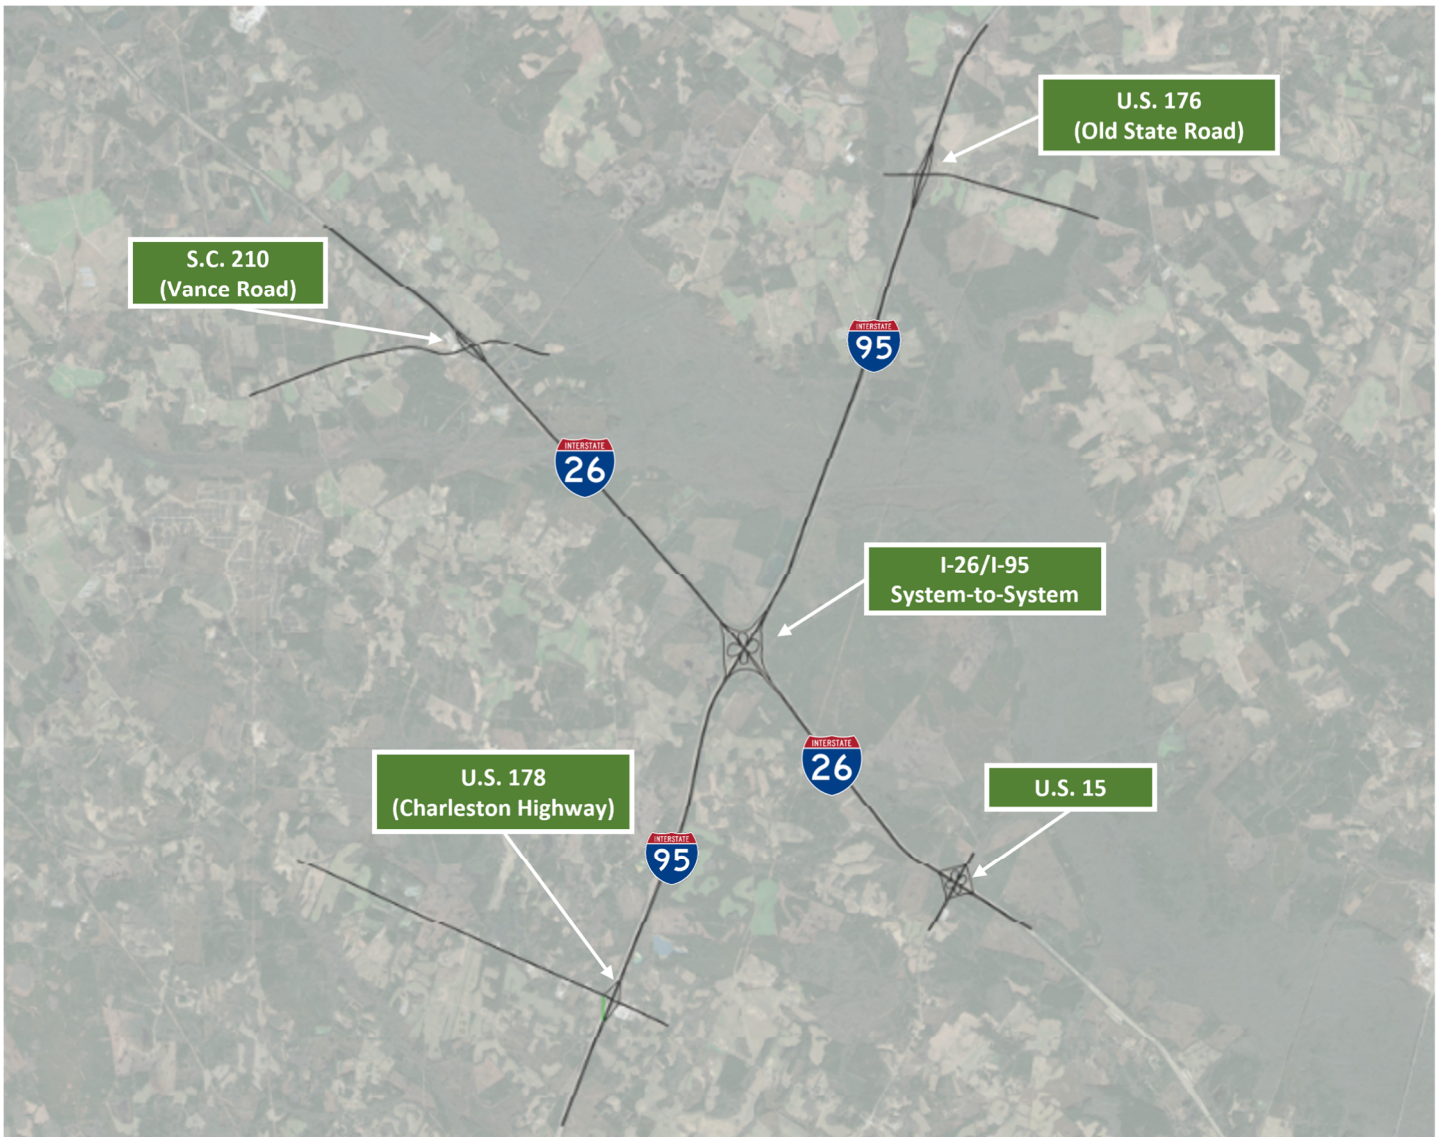 U.S. 176
(Old State Road)
S.C. 210
(Vance Road)
INTERSTATE
95
INTERSTATE
26
I-26/I-95
System-to-System
INTERSTATE
26
U.S. 178
(Charleston Highway)
U.S. 15
INTERSTATE
95